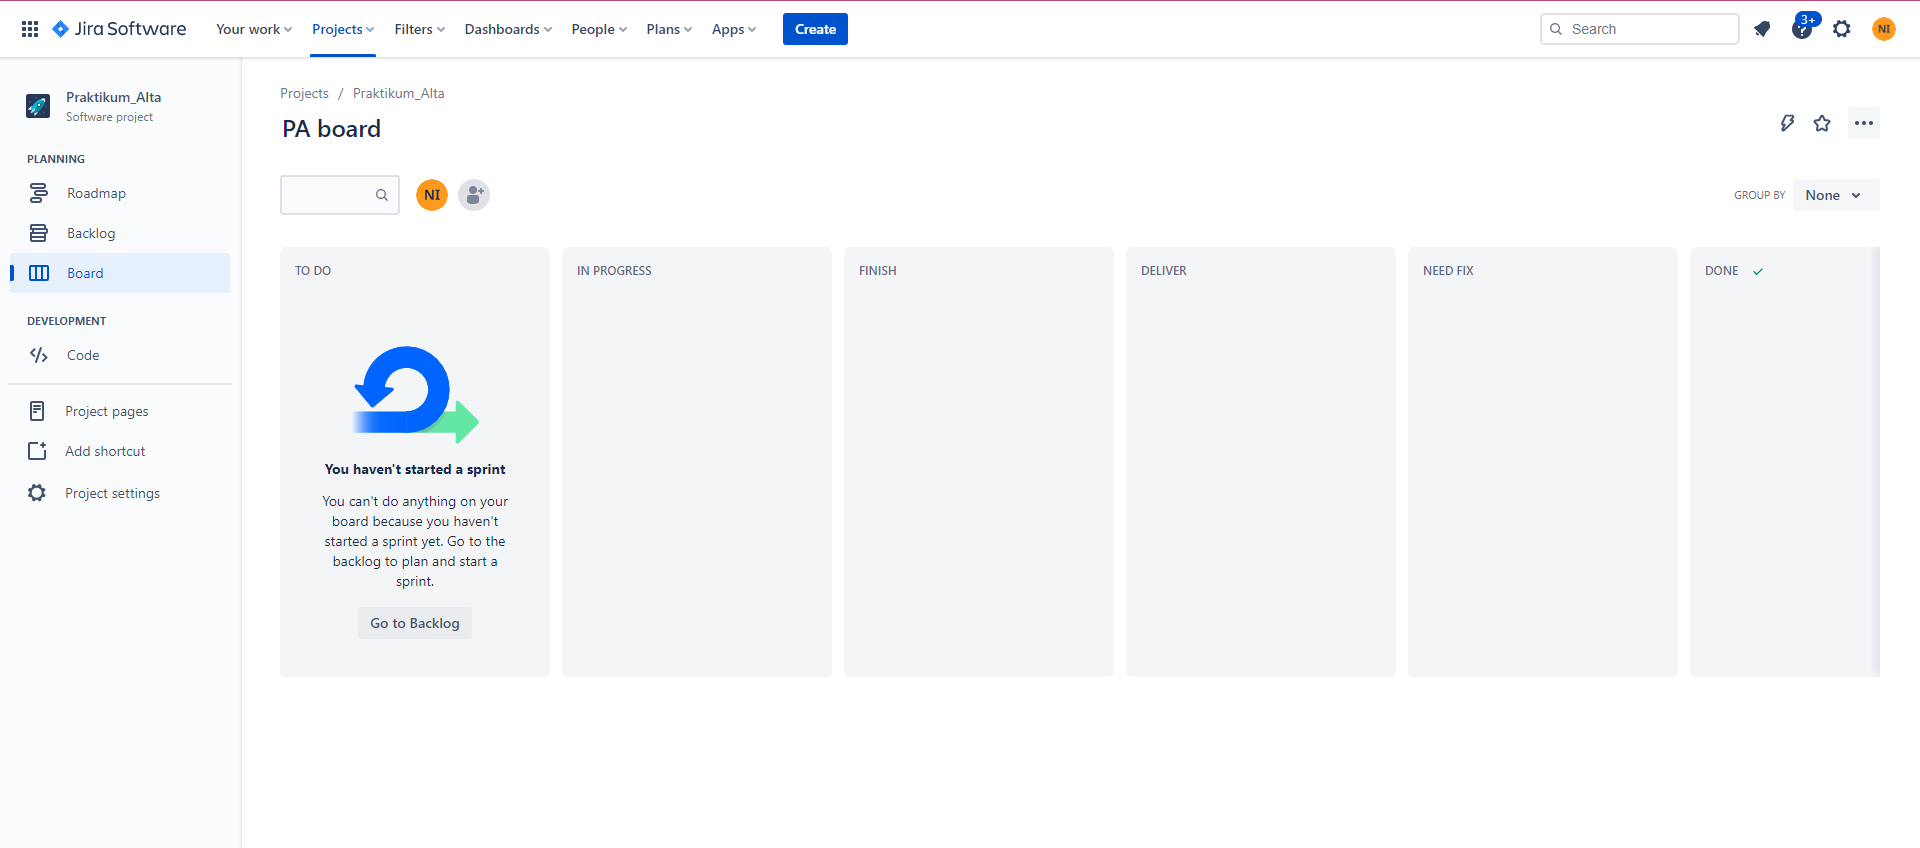 Jira Software
Your work
Projects
Filters
Dashboards
People
Plans
Apps
Create
Search
3+
?
NI
Praktikum_Alta
Software project
PLANNING
Roadmap
Backlog
Board
DEVELOPMENT
Code
Project pages
Add shortcut
Project settings
Projects / Praktikum_Alta
PA board
NI
GROUP BY
None
TO DO
IN PROGRESS
FINISH
DELIVER
NEED FIX
DONE
You haven't started a sprint
You can't do anything on your
board because you haven't
started a sprint yet. Go to the
backlog to plan and start a
sprint.
Go to Backlog